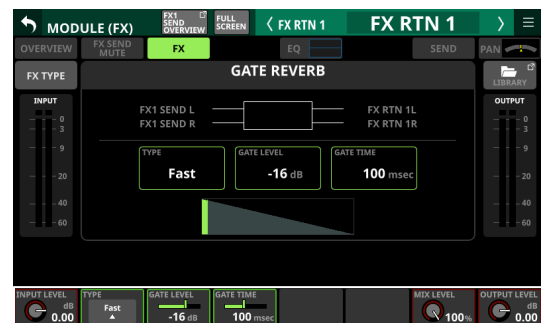 MODULE (FX)
FX1 SEND OVERVIEW
FULL SCREEN
FX RTN 1
FX RTN 1
OVERVIEW
FX SEND MUTE
FX
EQ
SEND
PAN
FX TYPE
GATE REVERB
LIBRARY
INPUT
OUTPUT
0
3
9
20
40
60
FX1 SEND L
FX RTN 1L
FX1 SEND R
FX RTN 1R
TYPE
Fast
GATE LEVEL
-16 dB
GATE TIME
100 msec
0
3
9
20
40
60
INPUT LEVEL
dB
0.00
TYPE
Fast
GATE LEVEL
-16 dB
GATE TIME
100 msec
MIX LEVEL
100%
OUTPUT LEVEL
dB
0.00